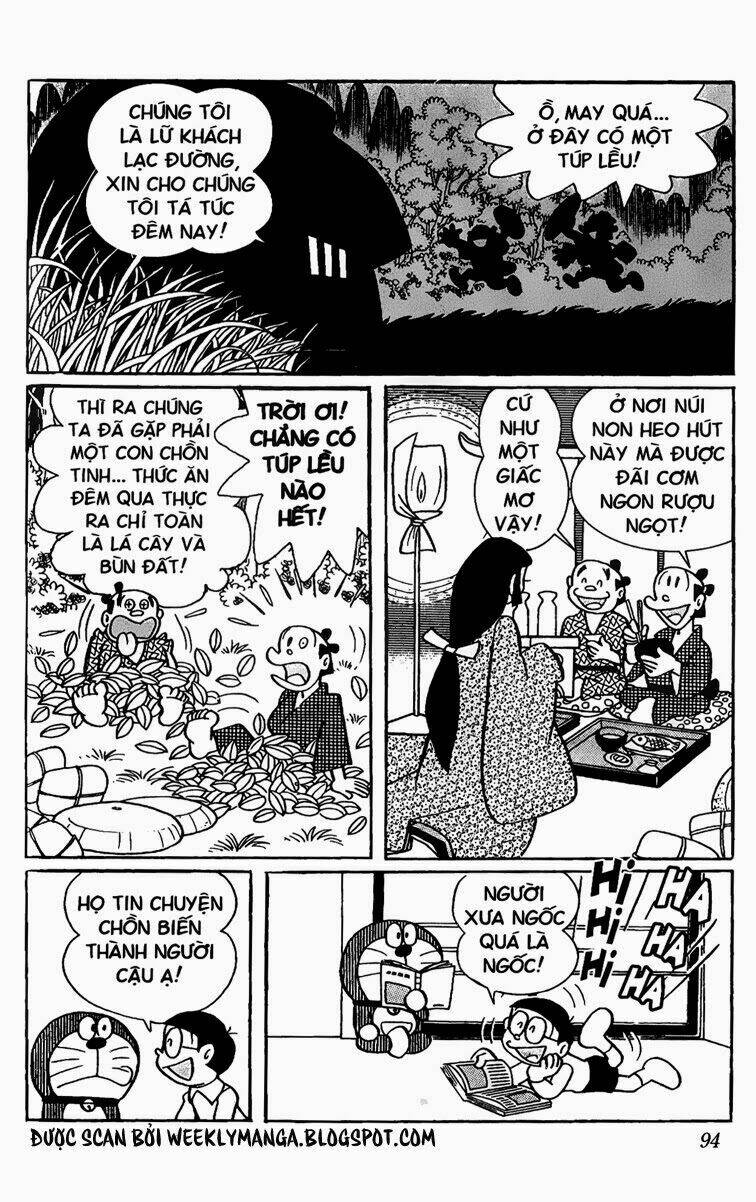 Ồ, MAY QUÁ...
Ở ĐÂY CÓ MỘT
TÚP LỀU!
CHÚNG TÔI
LÀ LỮ KHÁCH
LẠC ĐƯỜNG,
XIN CHO CHÚNG
TÔI TÁ TÚC
ĐÊM NAY!
Ở NƠI NÚI
NON HEO HÚT
NÀY MÀ ĐƯỢC
ĐÃI CƠM
NGON RƯỢU
NGỌT!
CỨ
NHƯ
MỘT
GIẤC
MƠ
VẬY!
TRỜI ƠI!
CHẲNG CÓ
TÚP LỀU
NÀO
HẾT!
THÌ RA CHÚNG
TA ĐÃ GẶP PHẢI
MỘT CON CHỒN
TINH... THỨC ĂN
ĐÊM QUA THỰC
RA CHỈ TOÀN
LÀ LÁ CÂY VÀ
BÙN ĐẤT!
HI HA
HI HA
HI HA
NGƯỜI
XƯA NGỐC
QUÁ LÀ
NGỐC!
HỌ TIN CHUYỆN
CHỒN BIẾN
THÀNH NGƯỜI
CẬU Ạ!
ĐƯỢC SCAN BỞI WEEKLYMANGA.BLOGSPOT.COM
94